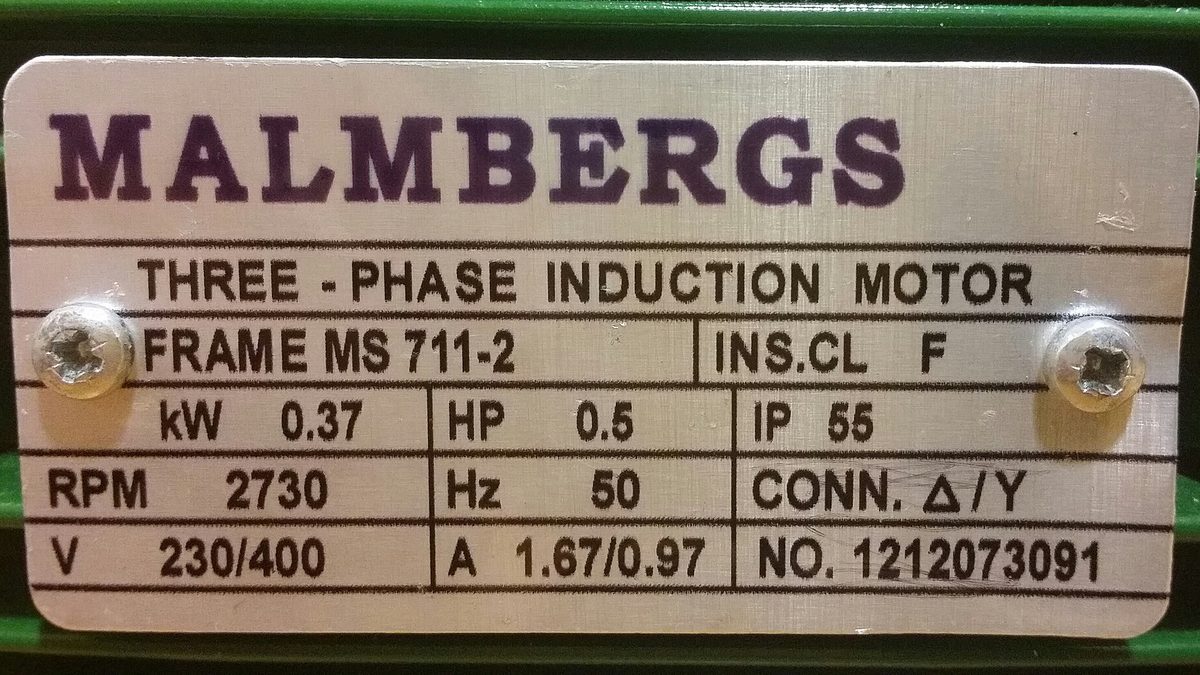 MALMBERGS
THREE - PHASE INDUCTION MOTOR
FRAME MS 711-2 INS.CL F
kW 0.37 HP 0.5 IP 55
RPM 2730 Hz 50 CONN. Δ/Y
V 230/400 A 1.67/0.97 NO. 1212073091